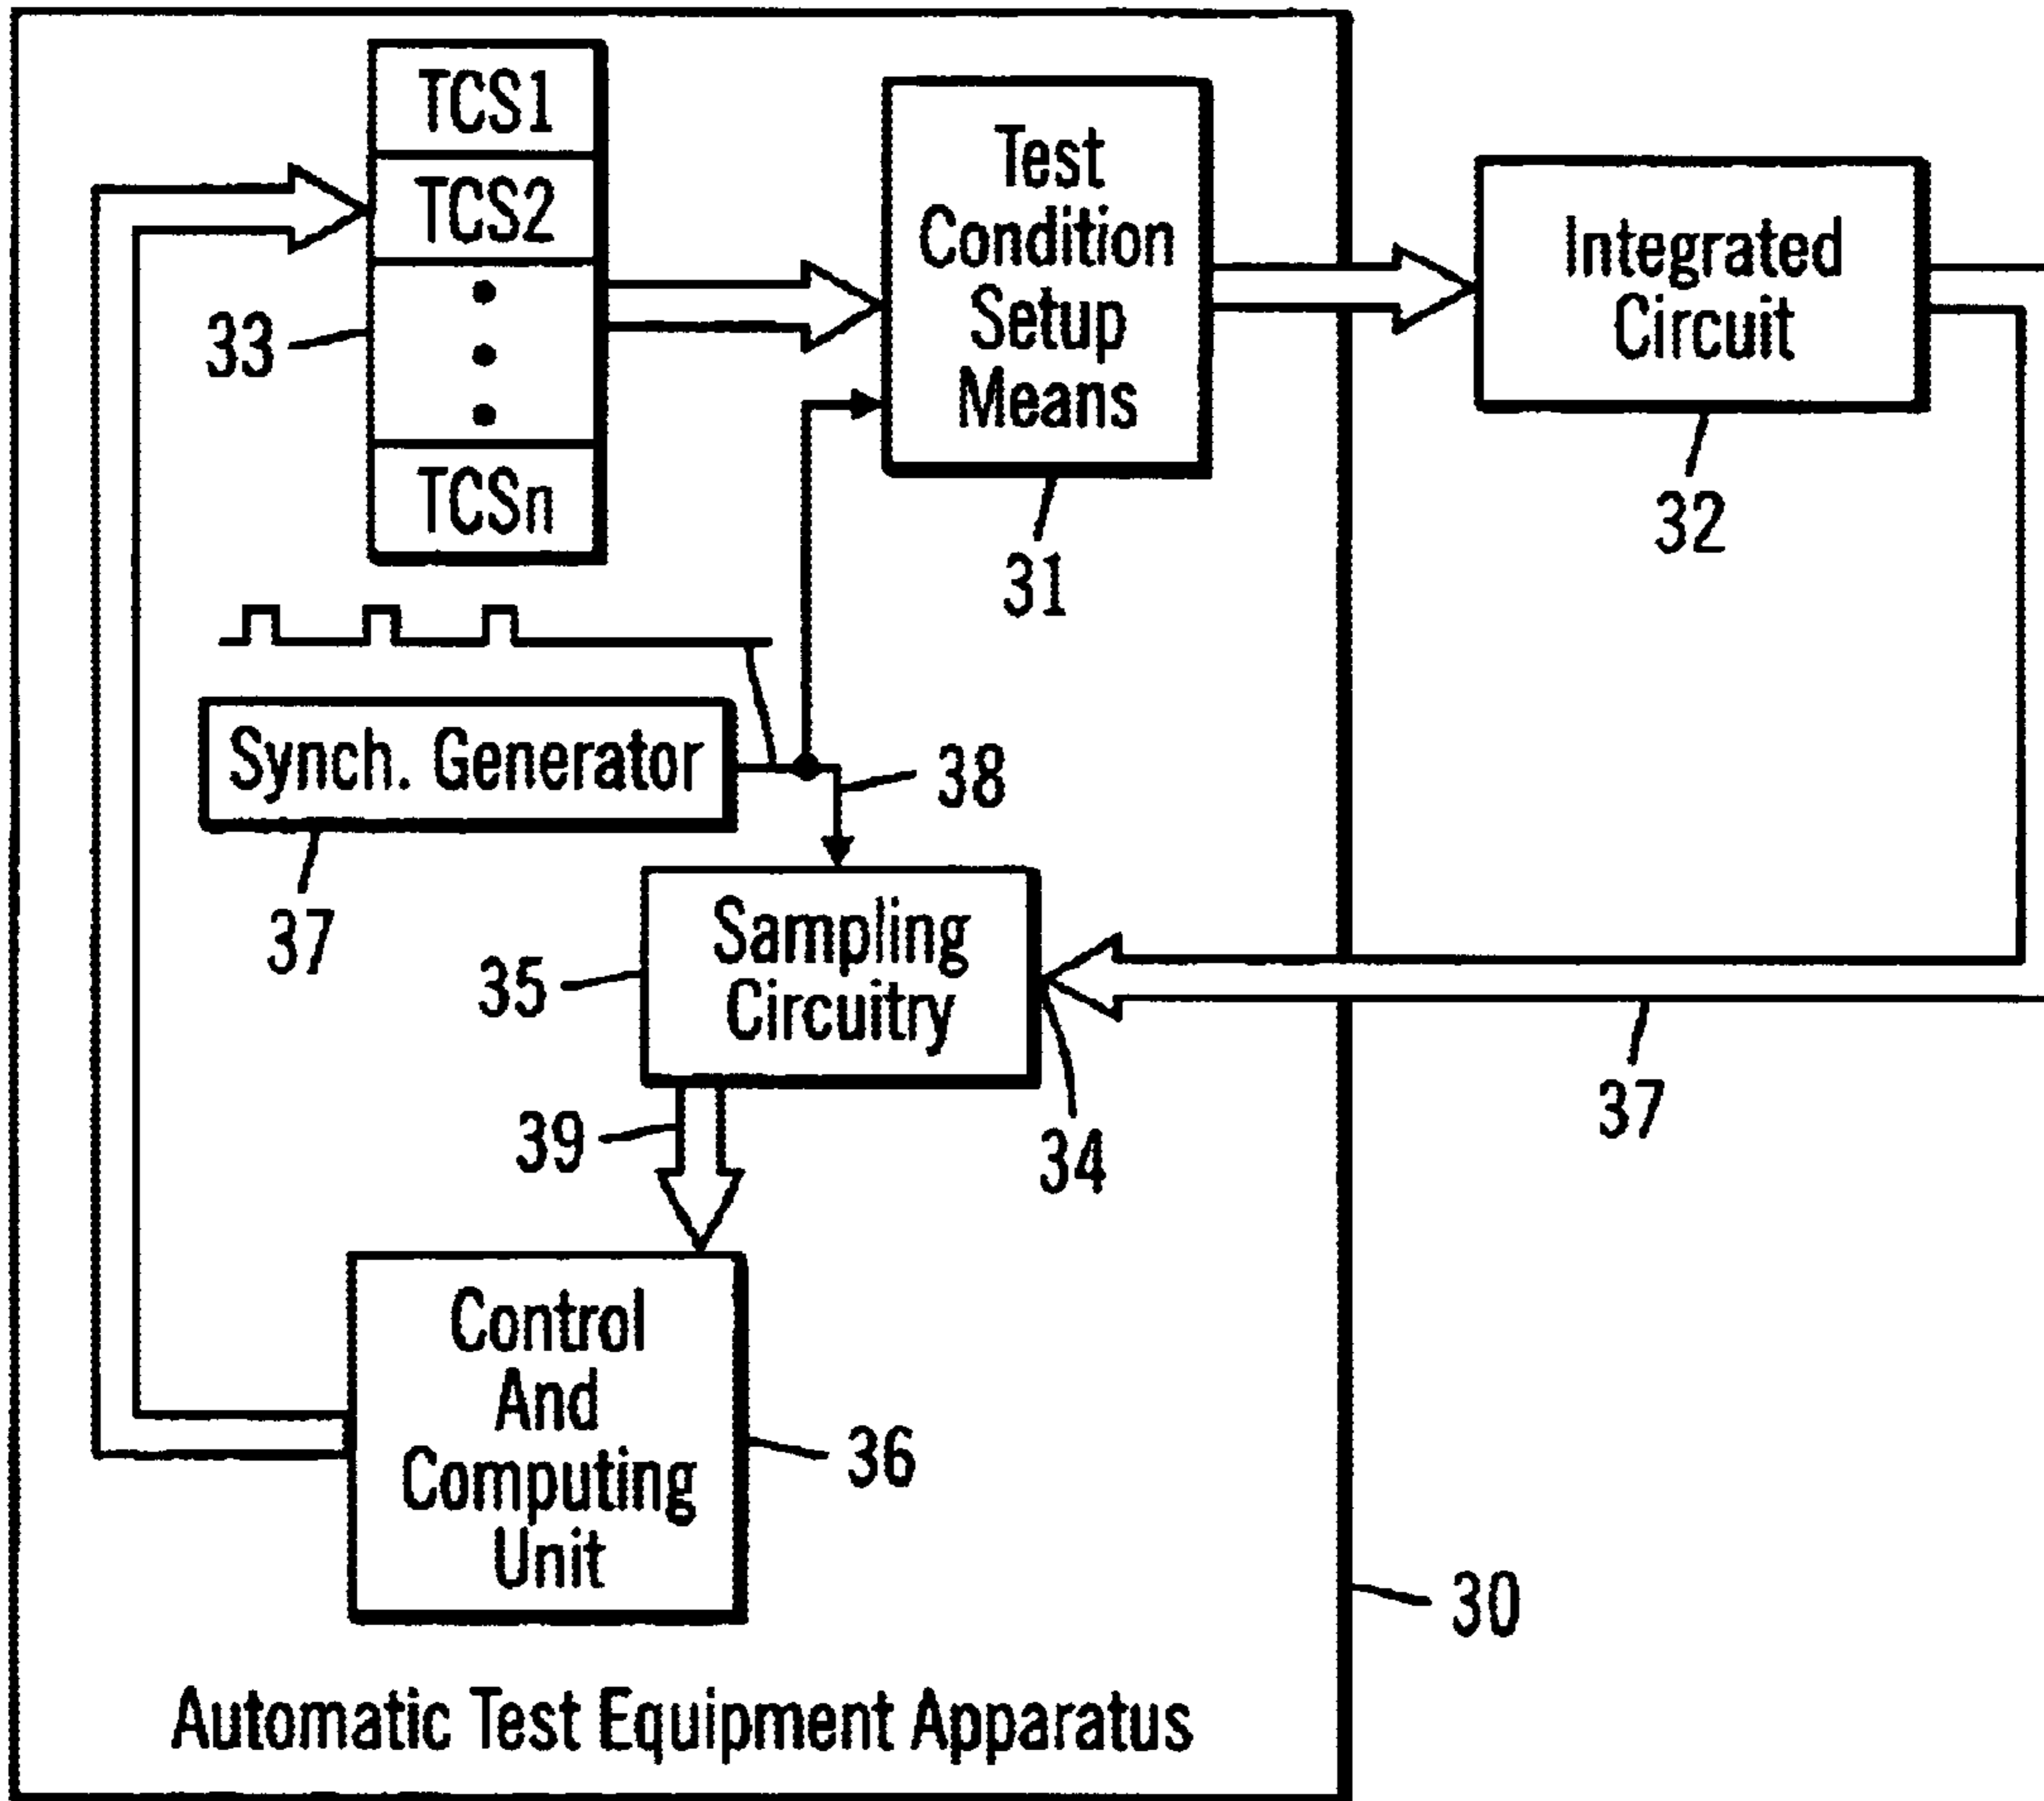 TCS1
TCS2
TCSn
33
Test
Condition
Setup
Means
31
Integrated
Circuit
32
Synch. Generator
37
38
Sampling
Circuitry
35
34
37
39
Control
And
Computing
Unit
36
30
Automatic Test Equipment Apparatus